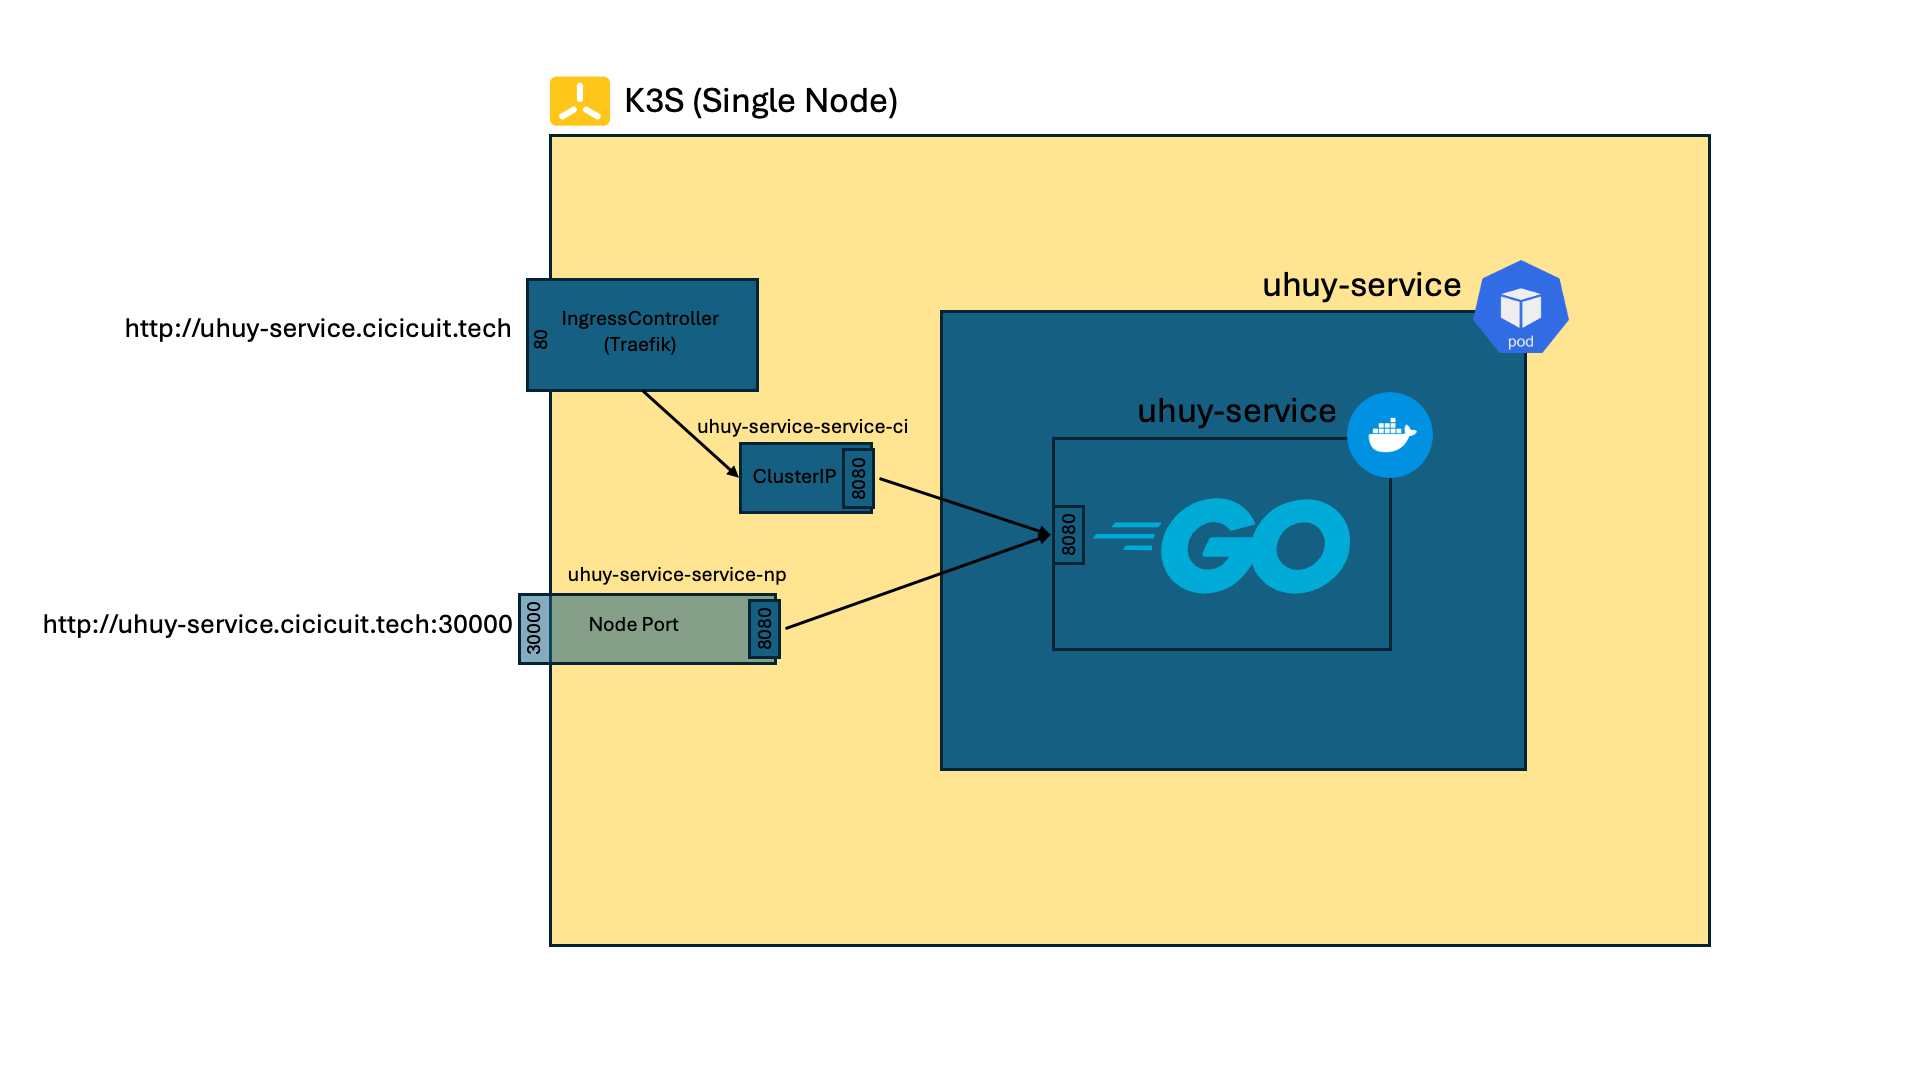 K3S (Single Node)
http://uhuy-service.cicicuit.tech
80
IngressController
(Traefik)
uhuy-service-service-ci
ClusterIP
8080
uhuy-service-service-np
http://uhuy-service.cicicuit.tech:30000
30000
Node Port
8080
uhuy-service
pod
uhuy-service
8080
GO